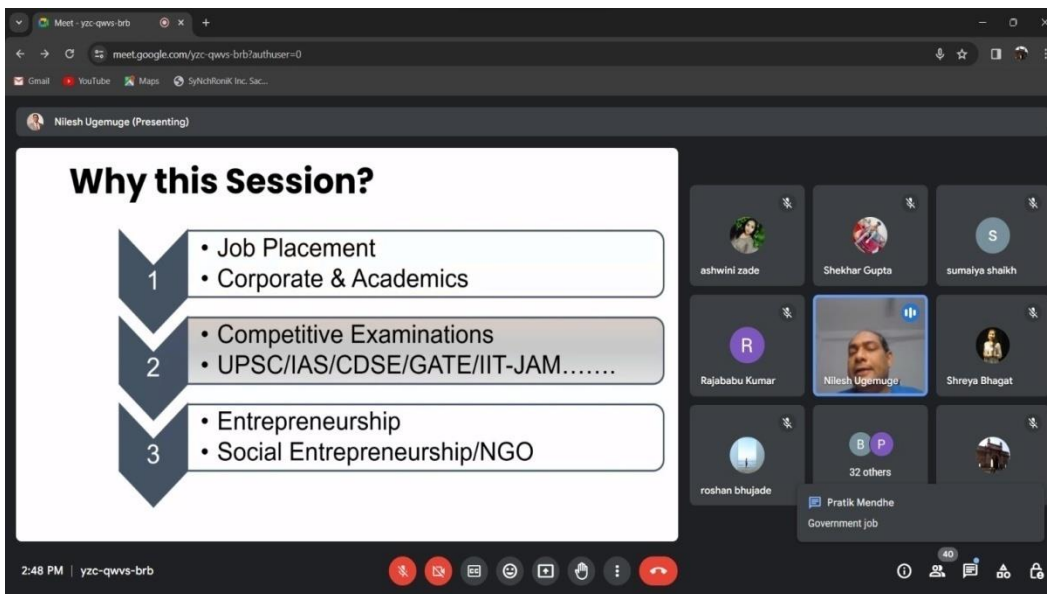 Meet - yzc-qwvs-brb
meet.google.com/yzc-qwvs-brb?authuser=0
Gmail YouTube Maps SyNchRoniK Inc. Sac...
Nilesh Ugemuge (Presenting)
Why this Session?
1
• Job Placement
• Corporate & Academics
2
• Competitive Examinations
• UPSC/IAS/CDSE/GATE/IIT-JAM.......
3
• Entrepreneurship
• Social Entrepreneurship/NGO
ashwini zade
Shekhar Gupta
S
sumaiya shaikh
R
Rajababu Kumar
Nilesh Ugemuge
Shreya Bhagat
roshan bhujade
B P
32 others
Pratik Mendhe
Government job
2:48 PM | yzc-qwvs-brb
CC
40